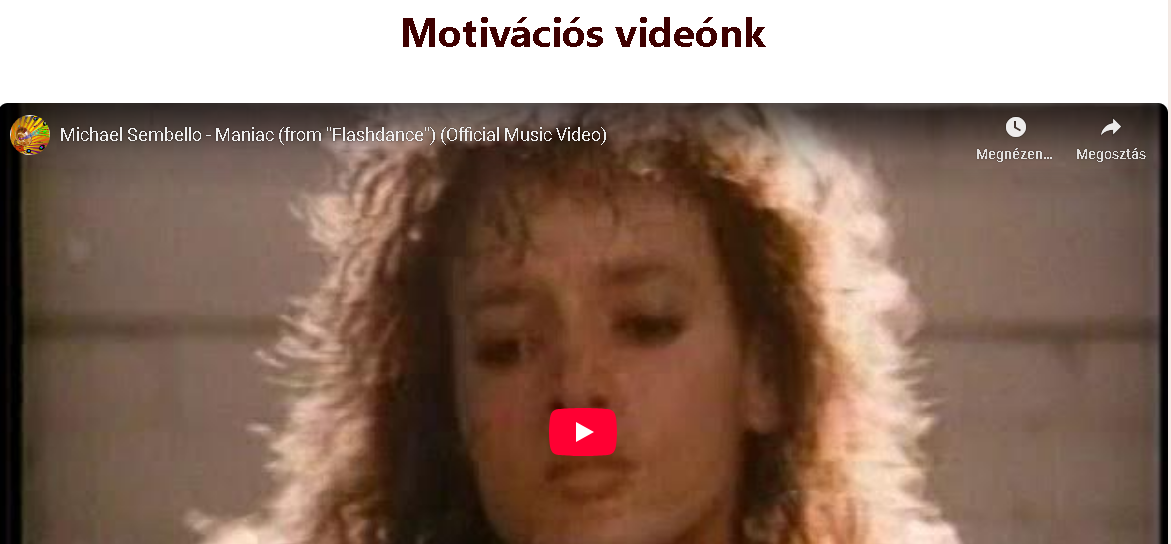 Motivációs videónk
Michael Sembello - Maniac (from "Flashdance") (Official Music Video)
Megnézen...
Megosztás